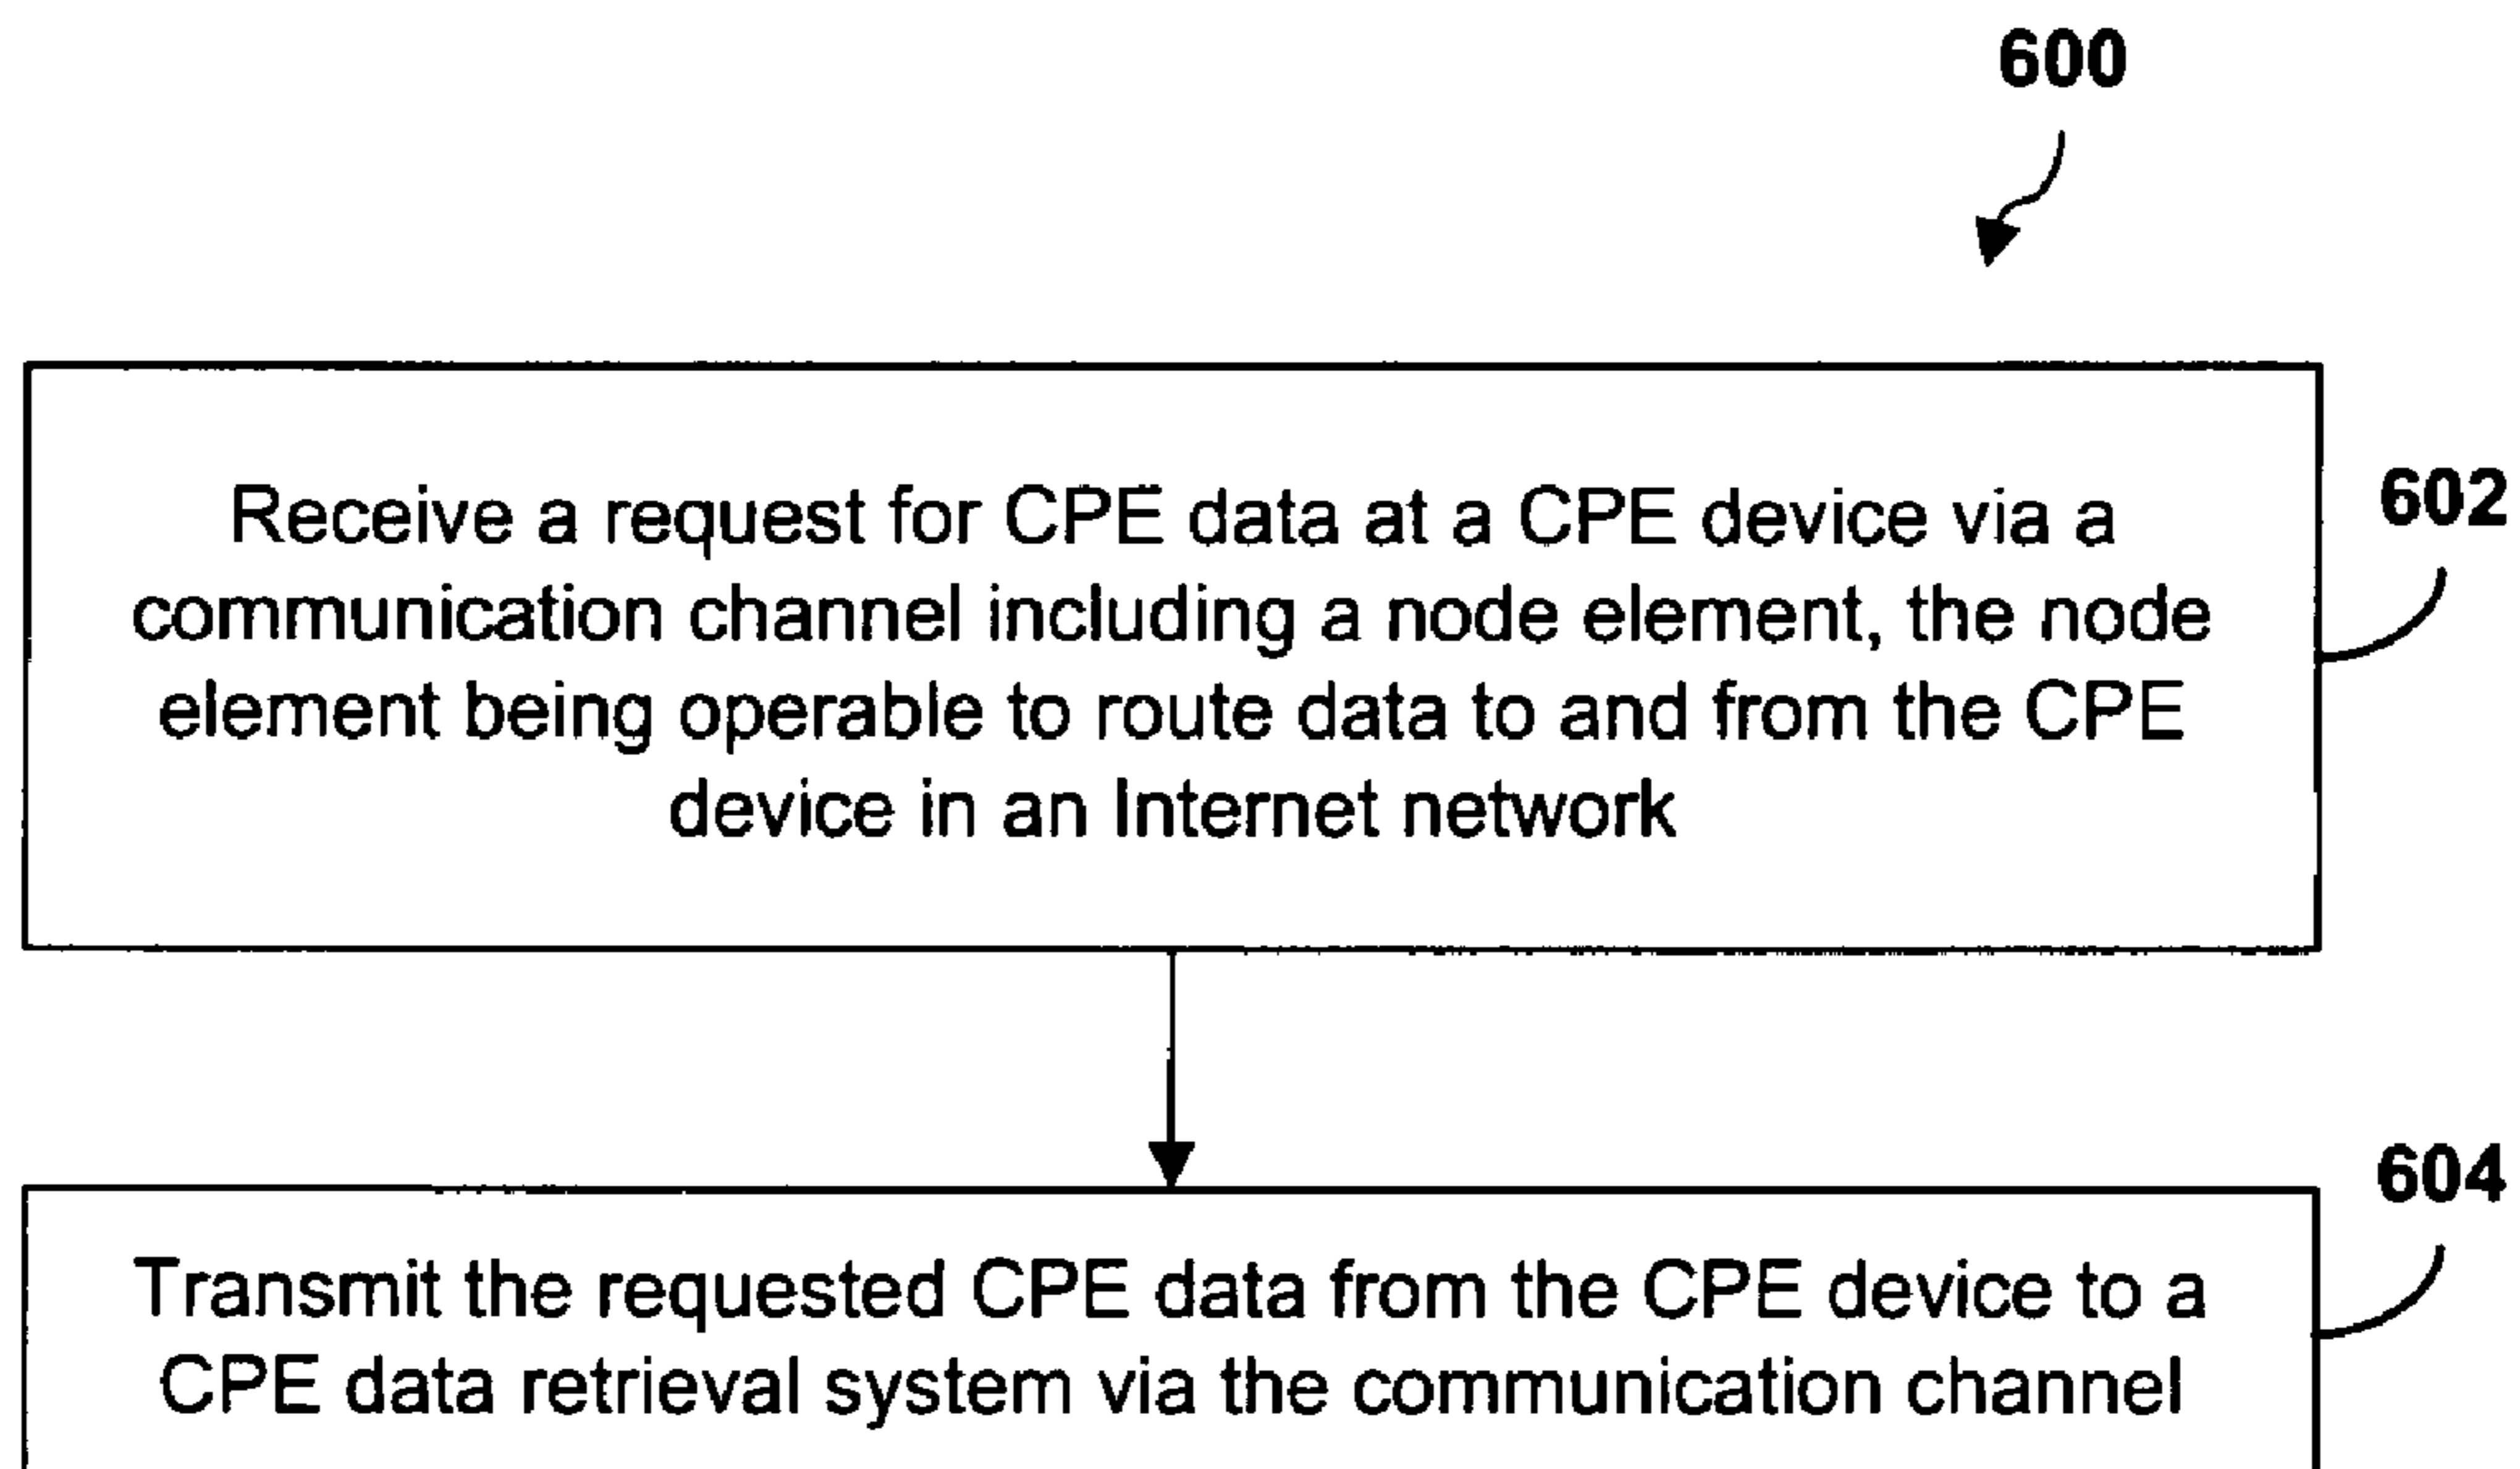 600
Receive a request for CPE data at a CPE device via a
602
communication channel including a node element, the node
element being operable to route data to and from the CPE
device in an Internet network
604
Transmit the requested CPE data from the CPE device to a
CPE data retrieval system via the communication channel